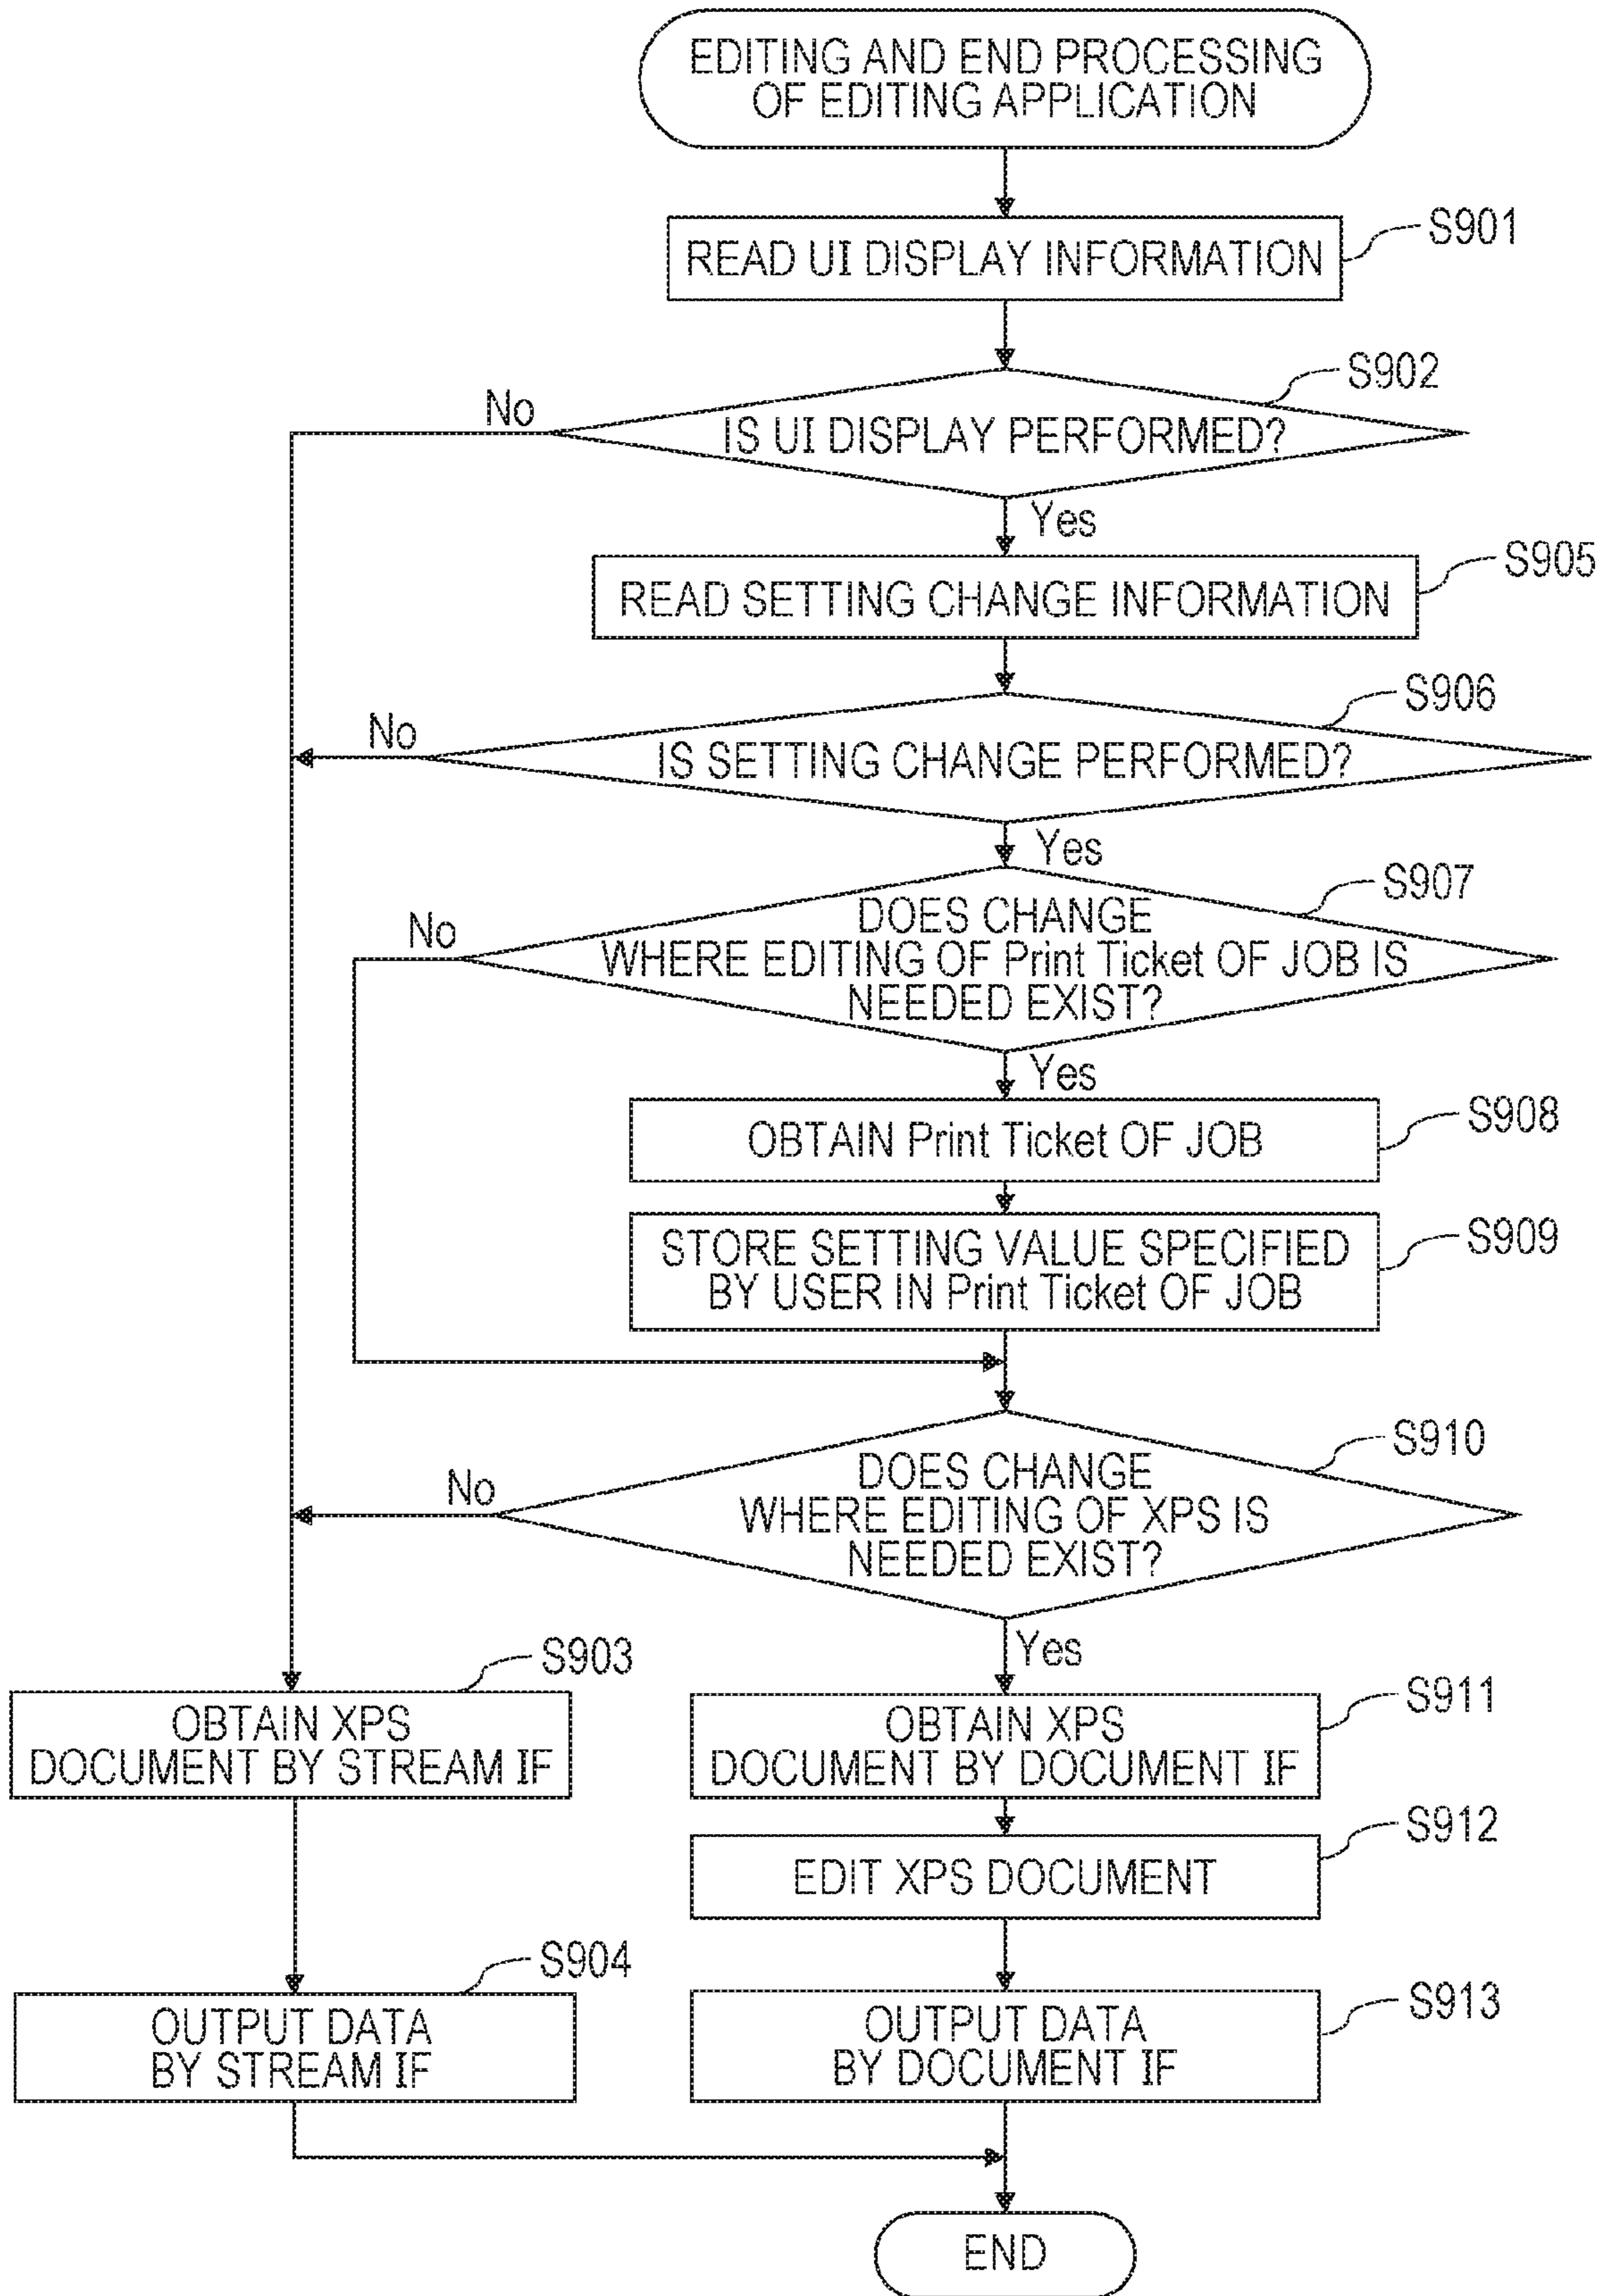 EDITING AND END PROCESSING
OF EDITING APPLICATION
S901
READ UI DISPLAY INFORMATION
S902
No
IS UI DISPLAY PERFORMED?
Yes
S905
READ SETTING CHANGE INFORMATION
S906
No
IS SETTING CHANGE PERFORMED?
Yes
S907
DOES CHANGE
No
WHERE EDITING OF Print Ticket OF JOB IS
NEEDED EXIST?
Yes
S908
OBTAIN Print Ticket OF JOB
S909
STORE SETTING VALUE SPECIFIED
BY USER IN Print Ticket OF JOB
S910
DOES CHANGE
No
WHERE EDITING OF XPS IS
NEEDED EXIST?
Yes
S903
OBTAIN XPS
DOCUMENT BY STREAM IF
S911
OBTAIN XPS
DOCUMENT BY DOCUMENT IF
S912
EDIT XPS DOCUMENT
S904
OUTPUT DATA
BY STREAM IF
S913
OUTPUT DATA
BY DOCUMENT IF
END